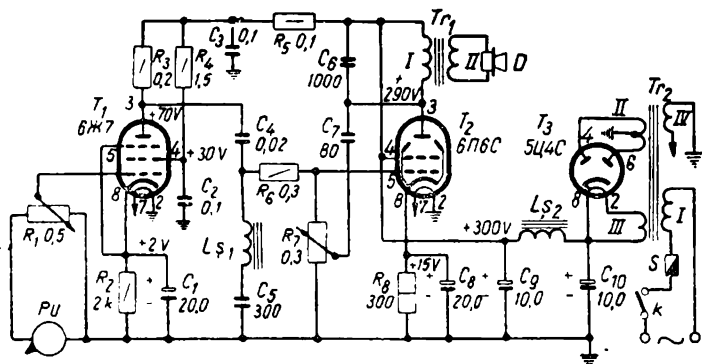 C₃ 0,1
R₅ 0,1
Tr₁
R₃ 0,2
R₄ 1,5
C₆ 1000
I
II
D
3
+290V
3
T₁ 6Ж7
+70V
C₄ 0,02
C₇ 80
T₂ 6П6С
T₃ 5Ц4С
II
Tr₂
IV
5
4
+30V
4
5
4
6
8
7
2
C₂ 0,1
R₆ 0,3
8
7
2
8
2
R₁ 0,5
Lş₁
R₇ 0,3
Lş₂
III
I
+2V
+300V
S
R₂ 2k
+
-
C₁ 20,0
C₅ 300
R₈ 300
+15V
+
-
C₈ 20,0
+
-
C₉ 10,0
+
-
C₁₀ 10,0
k
PU
~